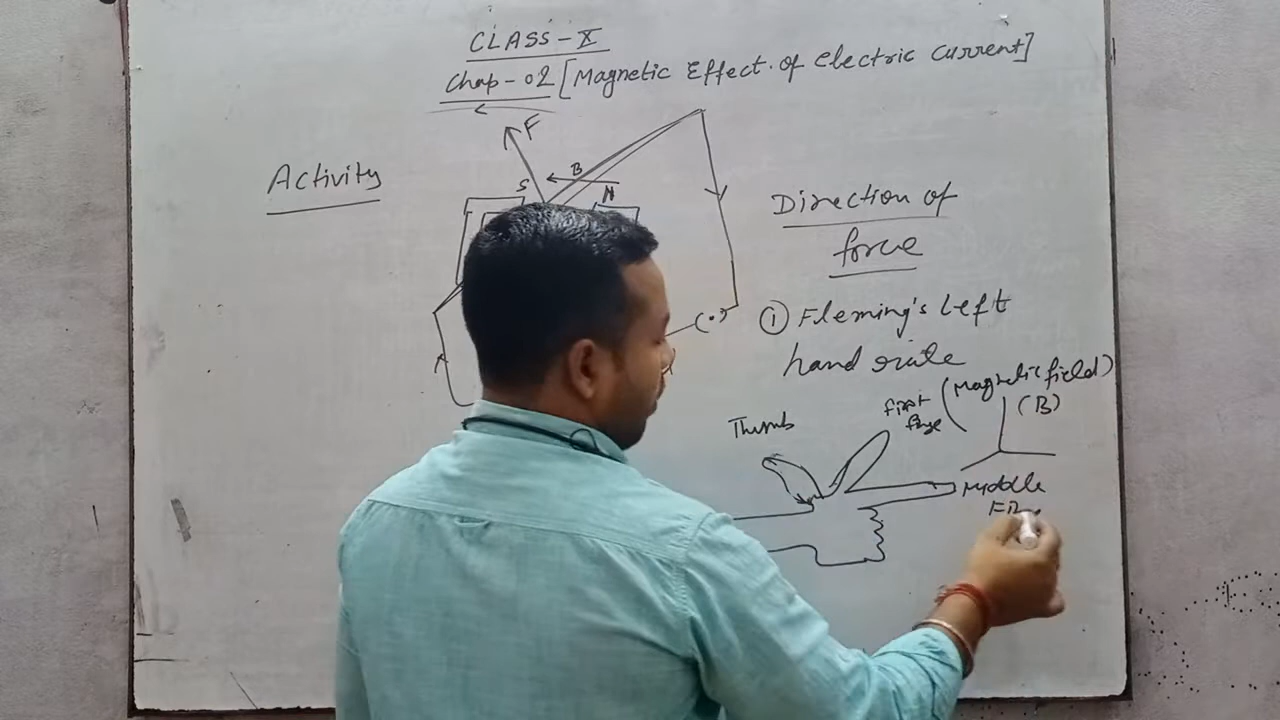 CLASS-X
Chap-02 [Magnetic Effect of electric current]
F
B
S
N
Activity
Direction of
force
(•)
① Fleming's Left
hand rule
(Magnetic field)
(B)
First
Thumb
Middle